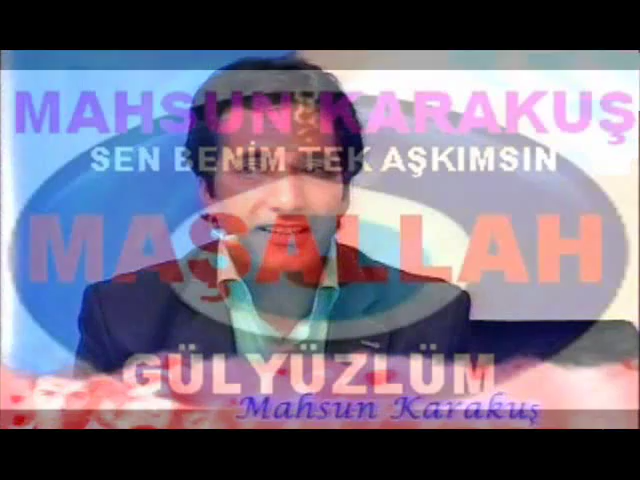 MAHSUN KARAKUŞ
SEN BENİM TEK AŞKIMSIN
MAŞALLAH
GÜLYÜZLÜM
Mahsun Karakuş